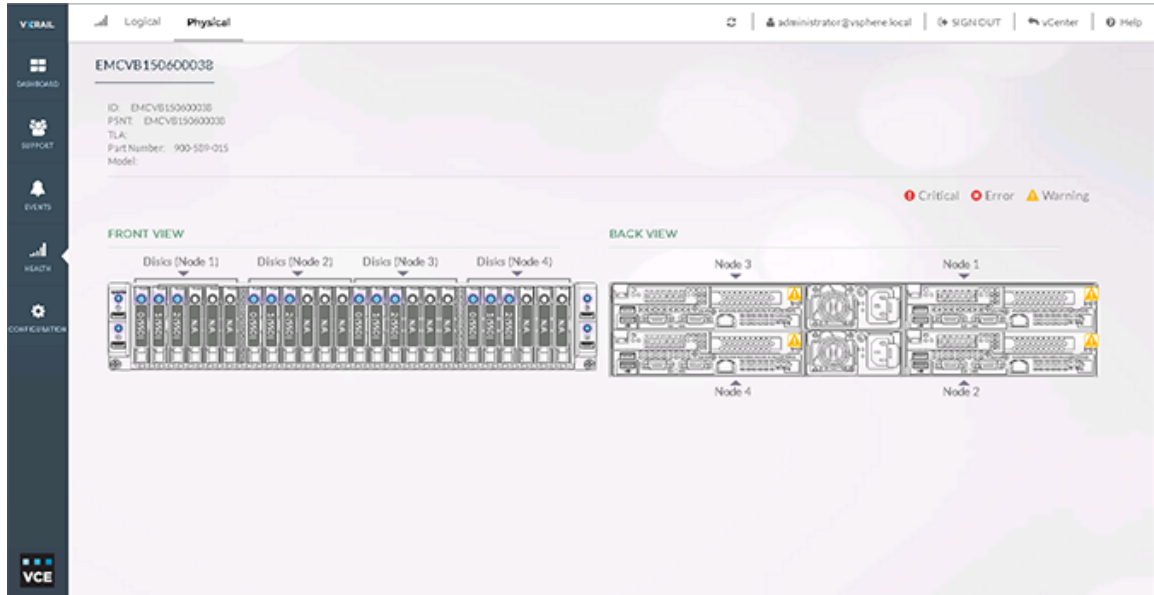 VXRAIL
Logical
Physical
administrator@vsphere.local
SIGN OUT
vCenter
Help
DASHBOARD
SUPPORT
EVENTS
HEALTH
CONFIGURATION
VCE
EMCVB150600038
ID: EMCVB150600038
PSNT: EMCVB150600038
TLA:
Part Number: 900-589-015
Model:
Critical
Error
Warning
FRONT VIEW
Disks (Node 1)
Disks (Node 2)
Disks (Node 3)
Disks (Node 4)
N/A
N/A
N/A
N/A
N/A
N/A
N/A
N/A
N/A
BACK VIEW
Node 3
Node 1
Node 4
Node 2